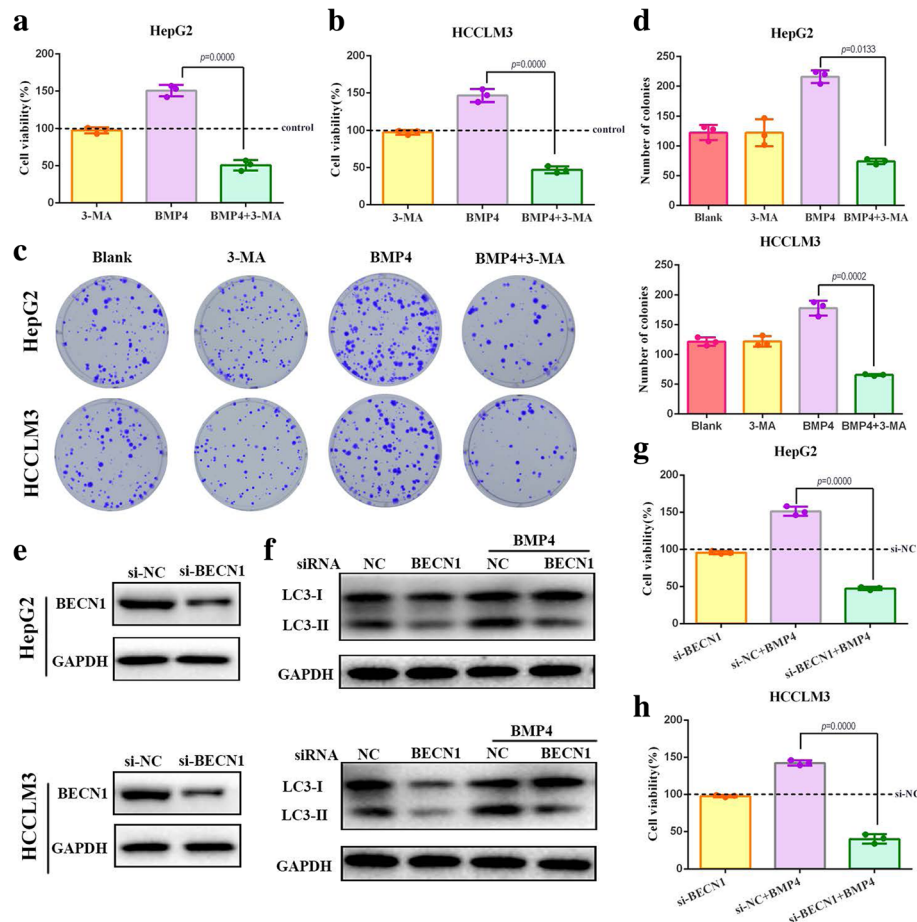 a
HepG2
Cell viability(%)
200
150
100
50
0
p=0.0000
control
3-MA
BMP4
BMP4+3-MA
b
HCCLM3
Cell viability(%)
200
150
100
50
0
p=0.0000
control
3-MA
BMP4
BMP4+3-MA
d
HepG2
Number of colonies
250
200
150
100
50
0
p=0.0133
Blank
3-MA
BMP4
BMP4+3-MA
HCCLM3
Number of colonies
250
200
150
100
50
0
p=0.0002
Blank
3-MA
BMP4
BMP4+3-MA
c
Blank
3-MA
BMP4
BMP4+3-MA
HepG2
HCCLM3
e
si-NC si-BECN1
HepG2
BECN1
GAPDH
si-NC si-BECN1
HCCLM3
BECN1
GAPDH
f
BMP4
siRNA NC BECN1 NC BECN1
LC3-I
LC3-II
GAPDH
BMP4
siRNA NC BECN1 NC BECN1
LC3-I
LC3-II
GAPDH
g
HepG2
Cell viability(%)
200
150
100
50
0
p=0.0000
si-NC
si-BECN1
si-NC+BMP4
si-BECN1+BMP4
h
HCCLM3
Cell viability(%)
200
150
100
50
0
p=0.0000
si-NC
si-BECN1
si-NC+BMP4
si-BECN1+BMP4